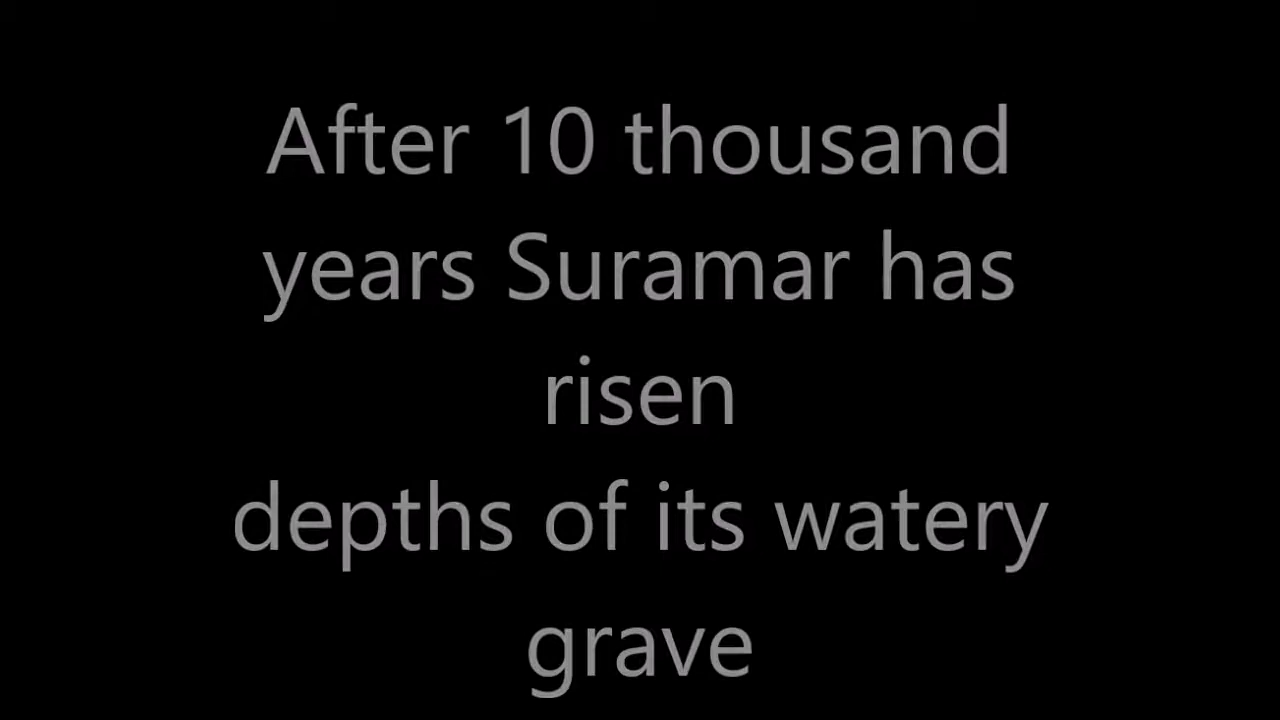 After 10 thousand
years Suramar has
risen
depths of its watery
grave